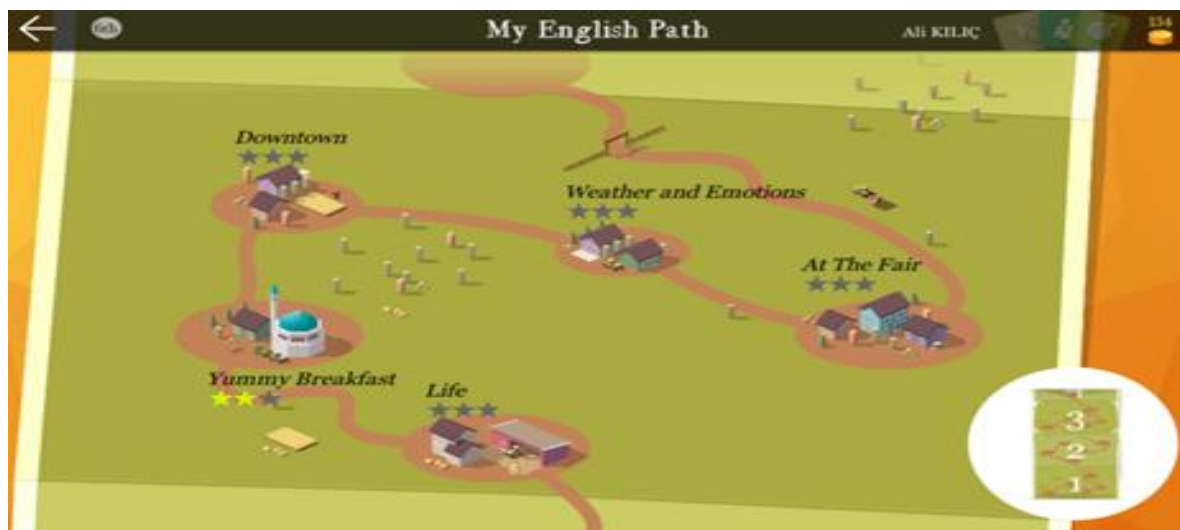 My English Path
Ali KILIÇ
134
Downtown
Weather and Emotions
At The Fair
Yummy Breakfast
Life
3
2
1